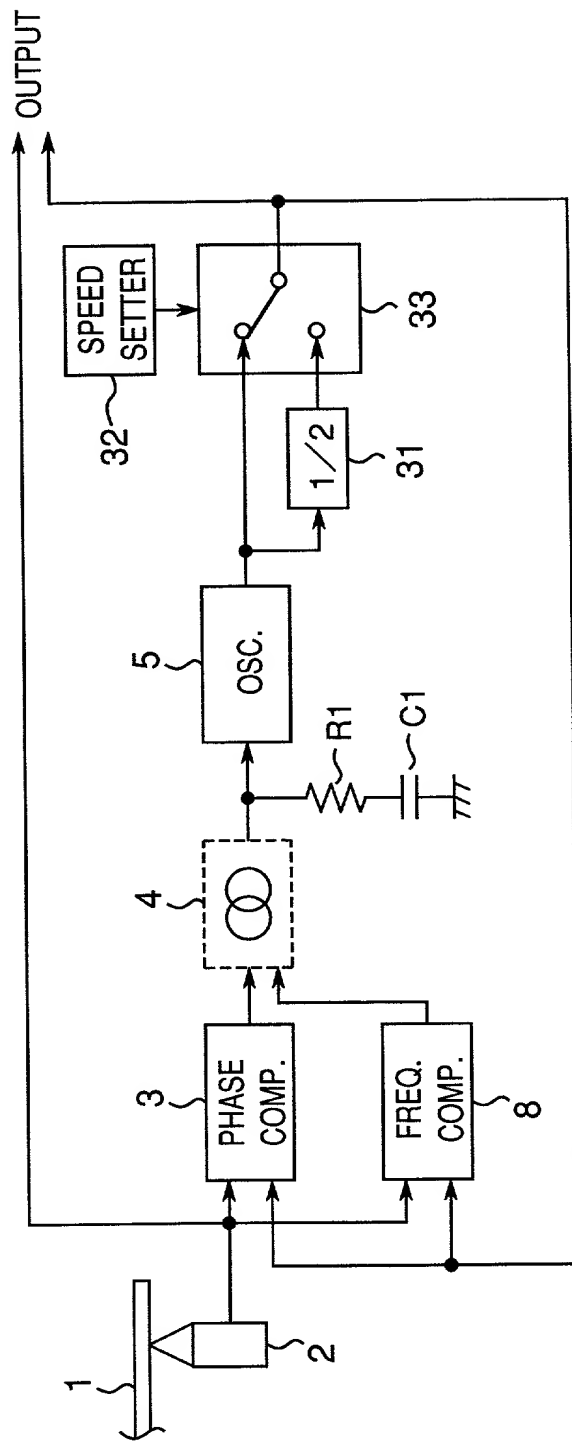 OUTPUT
SPEED
SETTER
32
33
1/2
31
5
OSC.
R1
C1
4
3
PHASE
COMP.
FREQ.
COMP.
8
1
2